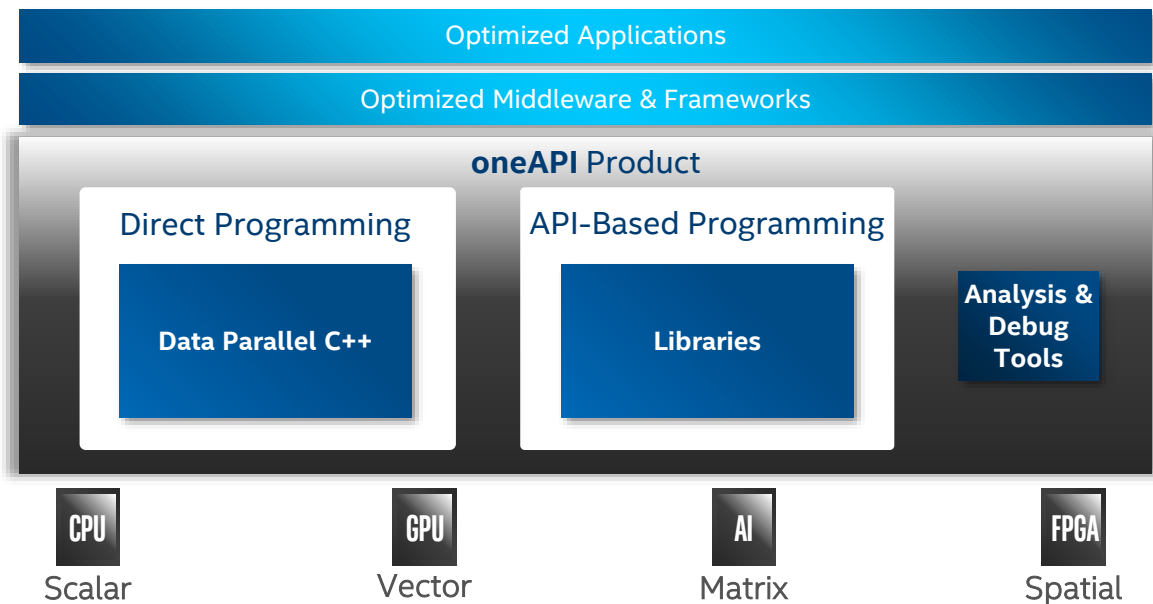 Optimized Applications
Optimized Middleware & Frameworks
oneAPI Product
Direct Programming
API-Based Programming
Data Parallel C++
Libraries
Analysis &
Debug
Tools
CPU
GPU
AI
FPGA
Scalar
Vector
Matrix
Spatial